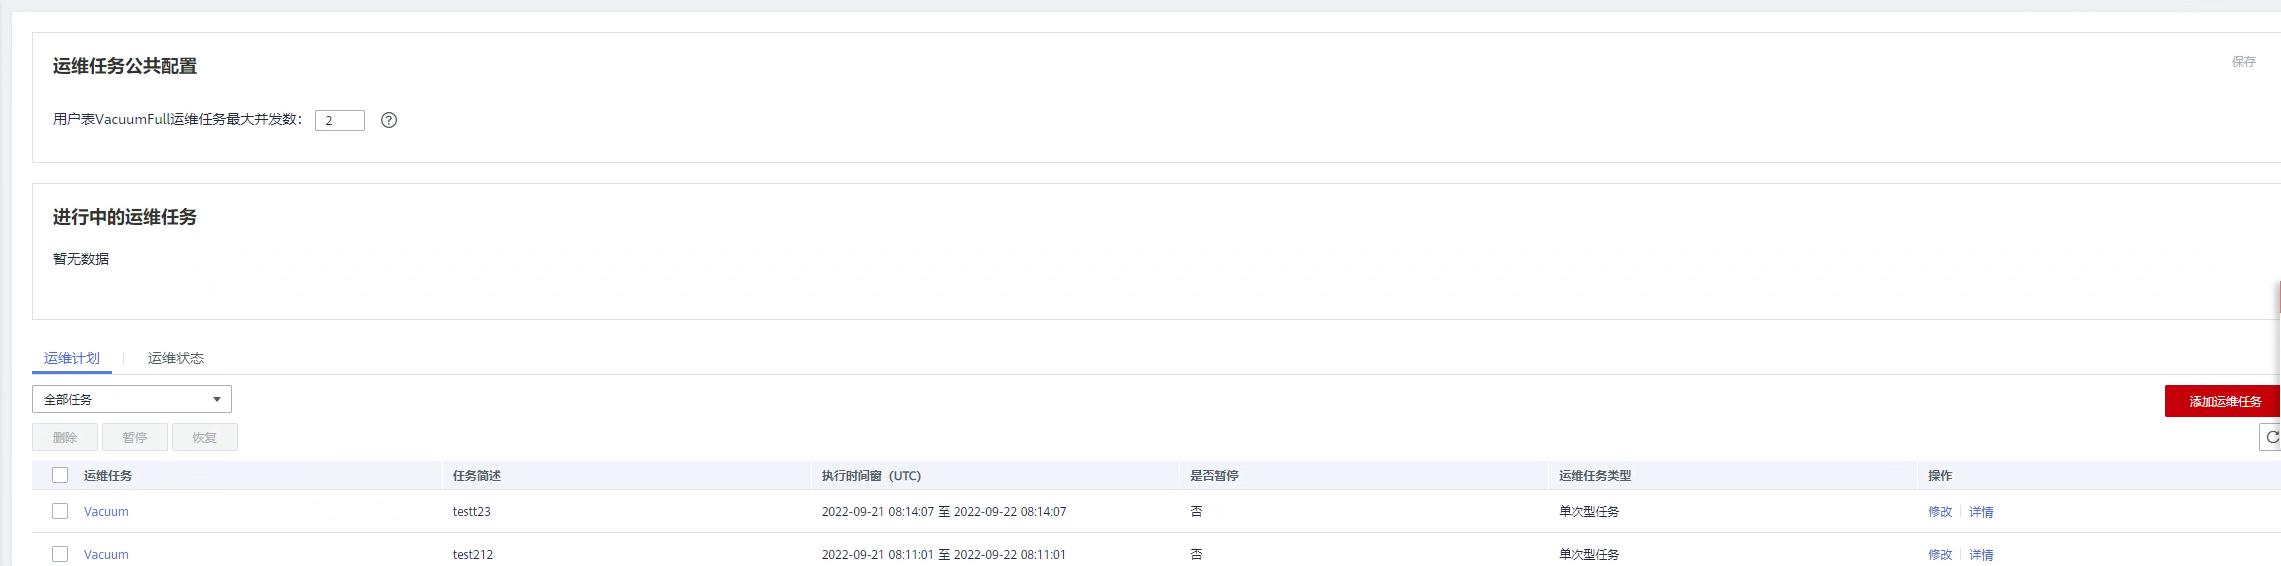 运维任务公共配置
保存
用户表VacuumFull运维任务最大并发数： 2 ?
进行中的运维任务
暂无数据
运维计划 | 运维状态
全部任务
添加运维任务
删除 暂停 恢复
运维任务 任务简述 执行时间窗（UTC） 是否暂停 运维任务类型 操作
Vacuum testt23 2022-09-21 08:14:07 至 2022-09-22 08:14:07 否 单次型任务 修改 | 详情
Vacuum test212 2022-09-21 08:11:01 至 2022-09-22 08:11:01 否 单次型任务 修改 | 详情